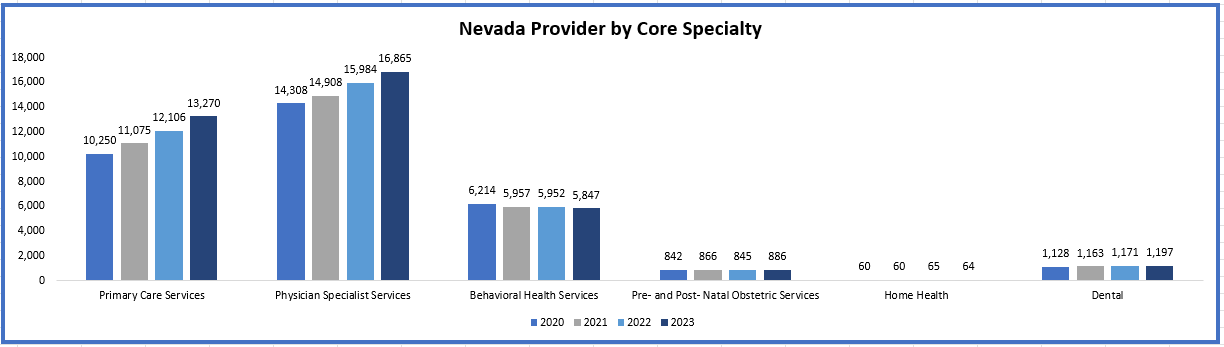 Nevada Provider by Core Specialty
18,000
16,000
14,000
12,000
10,000
8,000
6,000
4,000
2,000
0
10,250 11,075 12,106 13,270
14,308 14,908 15,984 16,865
6,214 5,957 5,952 5,847
842 866 845 886
60 60 65 64
1,128 1,163 1,171 1,197
Primary Care Services Physician Specialist Services Behavioral Health Services Pre- and Post- Natal Obstetric Services Home Health Dental
2020 2021 2022 2023